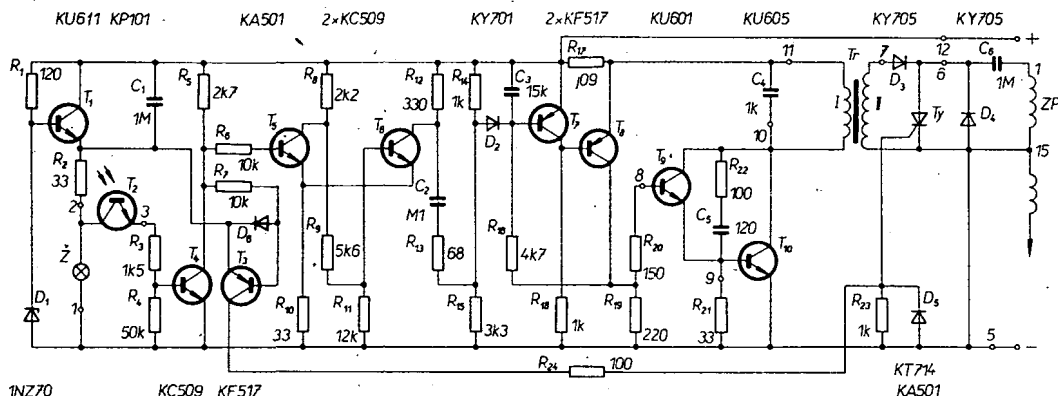 KU611 KP101 KA501 2×KC509 KY701 2×KF517 KU601 KU605 KY705 KY705
R1 120
T1
C1 1M
R2 33
2
T2
3
Ž
1
D1
R3 1k5
R4 50k
T4
R5 2k7
R6 10k
R7 10k
D6
T3
T5
R8 2k2
R9 5k6
R10 33
R11 12k
T6
R12 330
C2 M1
R13 68
R14 1k
D2
R15 3k3
C3 15k
R16 4k7
R17 j09
T7
T8
R18 1k
R19 220
R20 150
8
T9
R22 100
C5 120
9
R21 33
T10
C4 1k
10
11
Tr
I
II
7
D3
12
6
Ty
D4
C6 1M
+
1
ZP
15
R23 1k
D5
5
−
R24 100
1NZ70 KC509 KF517 KT714
KA501